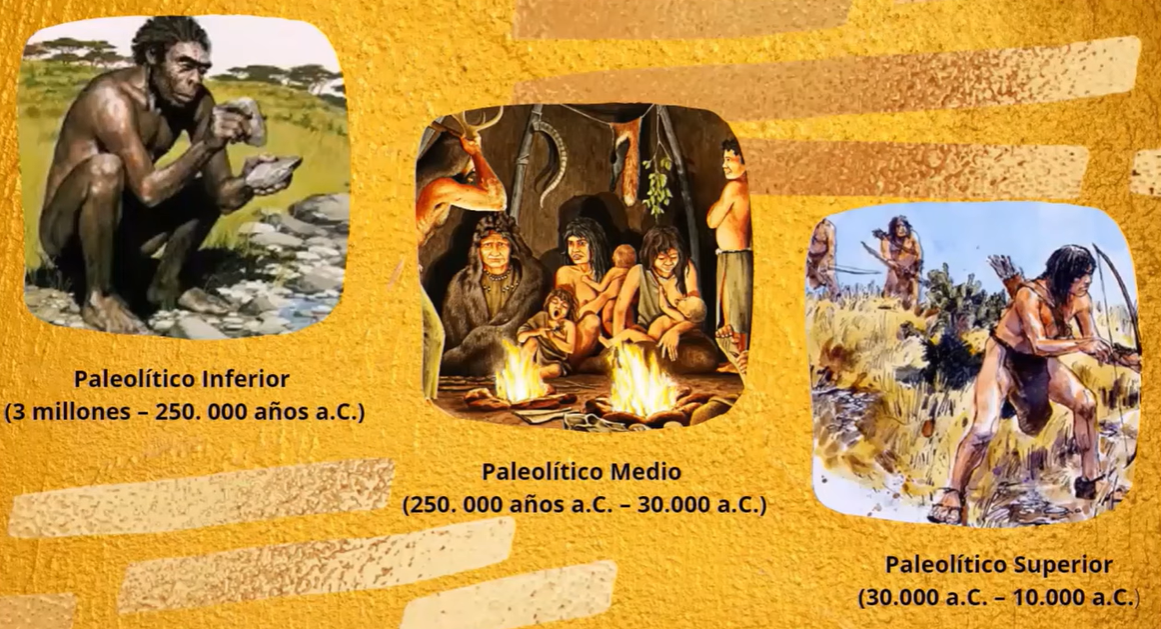 Paleolítico Inferior
(3 millones – 250. 000 años a.C.)
Paleolítico Medio
(250. 000 años a.C. – 30.000 a.C.)
Paleolítico Superior
(30.000 a.C. – 10.000 a.C.)